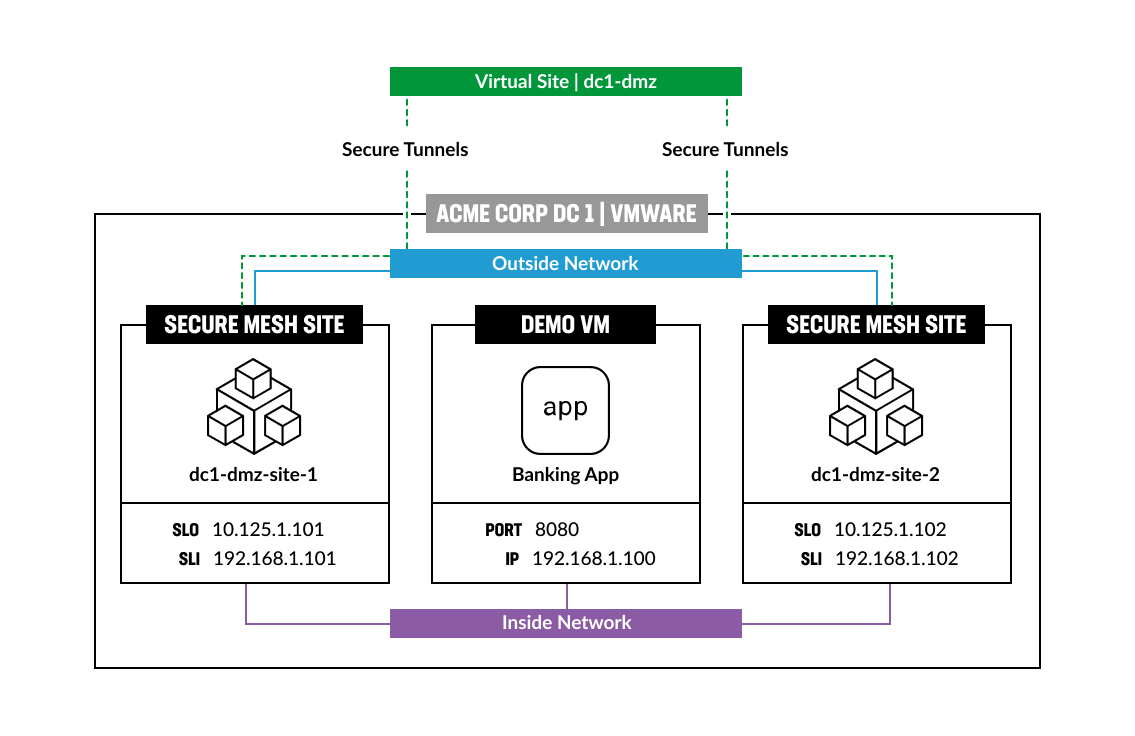 Virtual Site | dc1-dmz
Secure Tunnels
Secure Tunnels
ACME CORP DC 1 | VMWARE
Outside Network
SECURE MESH SITE
dc1-dmz-site-1
SLO 10.125.1.101
SLI 192.168.1.101
DEMO VM
app
Banking App
PORT 8080
IP 192.168.1.100
SECURE MESH SITE
dc1-dmz-site-2
SLO 10.125.1.102
SLI 192.168.1.102
Inside Network